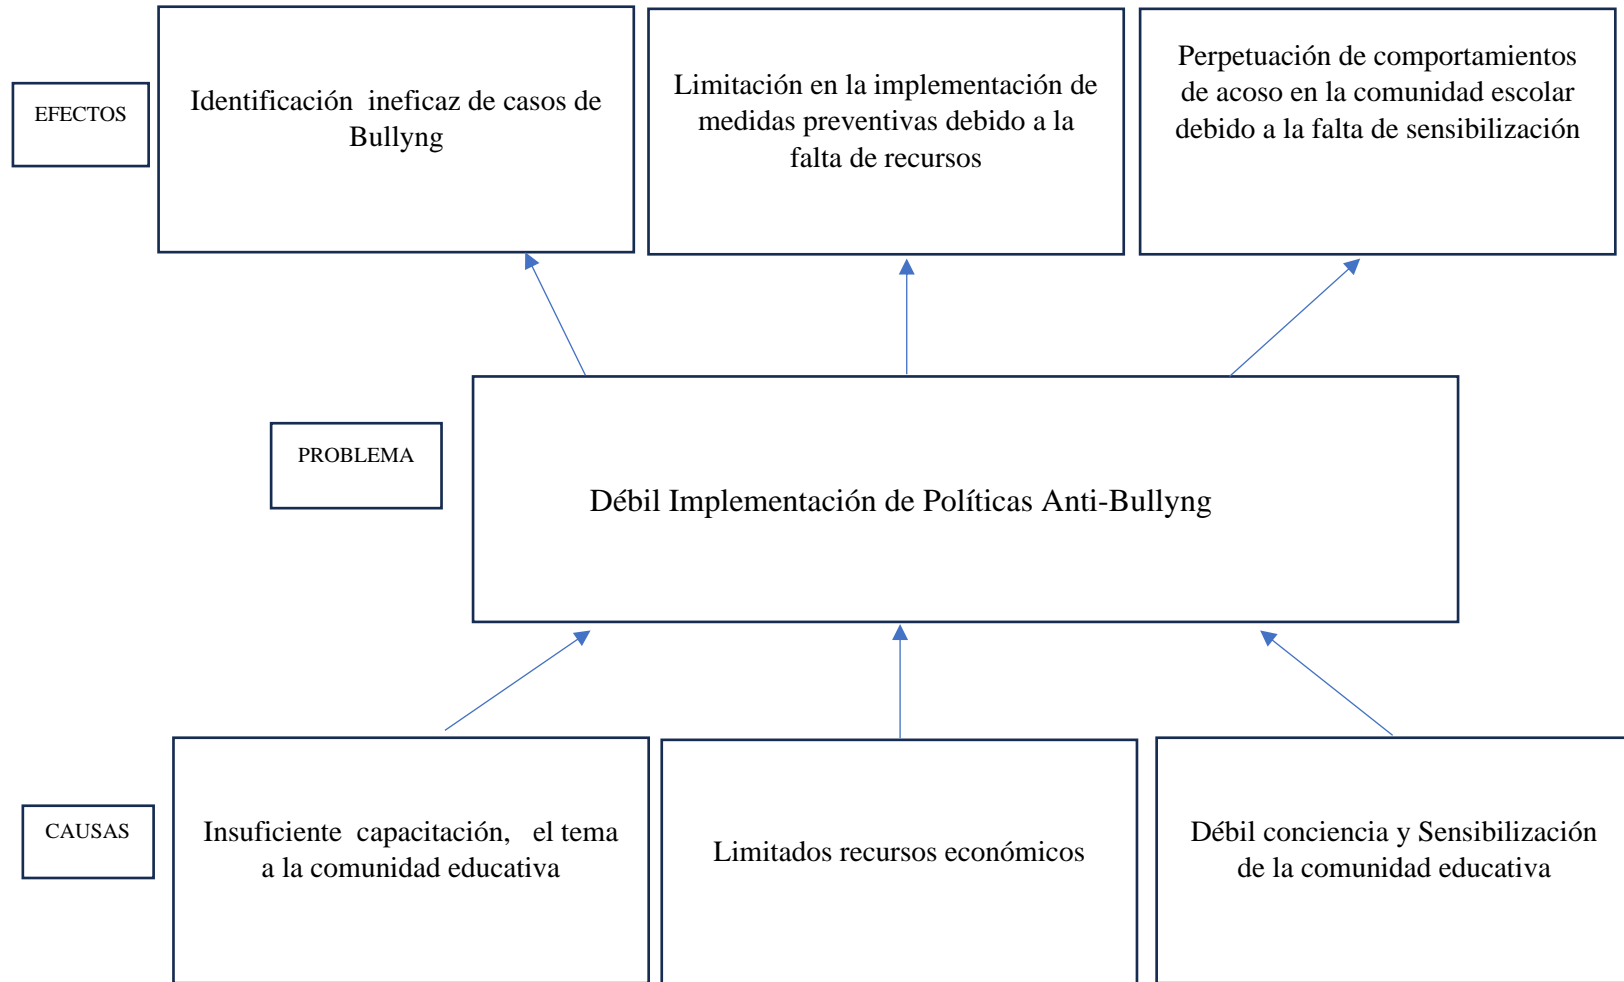 EFECTOS
Identificación ineficaz de casos de
Bullyng
Limitación en la implementación de
medidas preventivas debido a la
falta de recursos
Perpetuación de comportamientos
de acoso en la comunidad escolar
debido a la falta de sensibilización
PROBLEMA
Débil Implementación de Políticas Anti-Bullyng
CAUSAS
Insuficiente capacitación, el tema
a la comunidad educativa
Limitados recursos económicos
Débil conciencia y Sensibilización
de la comunidad educativa